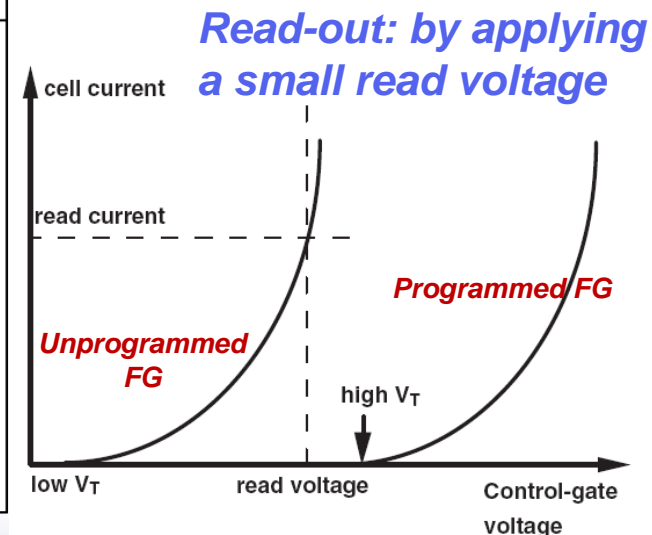 Read-out: by applying
a small read voltage
cell current
read current
Programmed FG
Unprogrammed
FG
high VT
low VT
read voltage
Control-gate
voltage